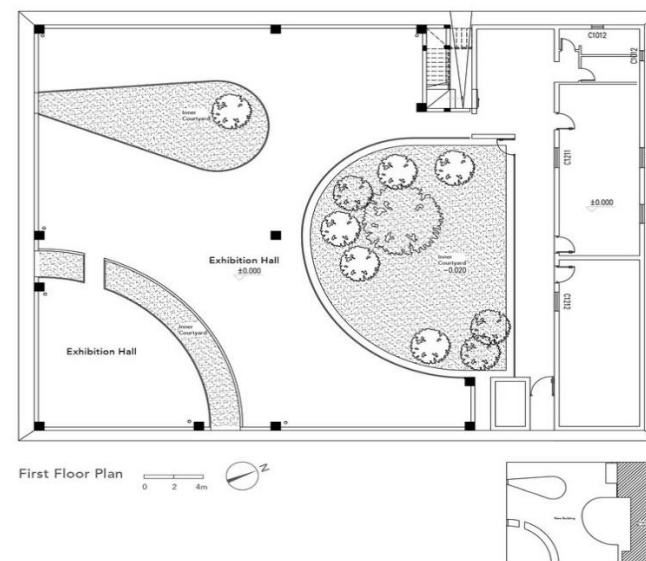 C1012
C1012
Inner
Courtyard
C1211
±0.000
Exhibition Hall
±0.000
Inner
Courtyard
-0.020
C1212
Inner
Courtyard
Exhibition Hall
First Floor Plan
0 2 4m
N